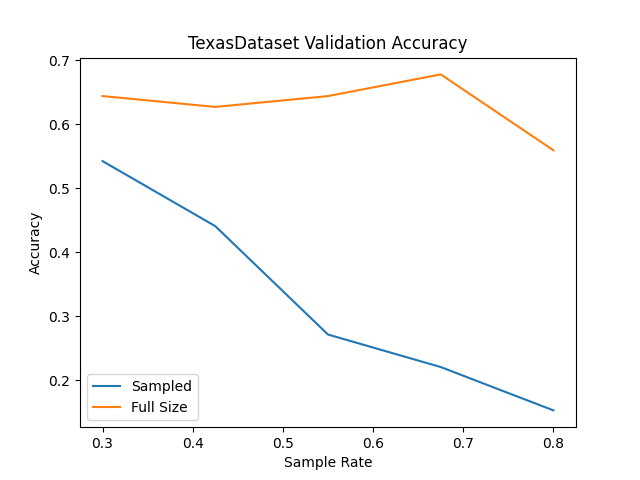 TexasDataset Validation Accuracy
0.7
0.6
0.5
0.4
0.3
0.2
Accuracy
Sampled
Full Size
0.3 0.4 0.5 0.6 0.7 0.8
Sample Rate